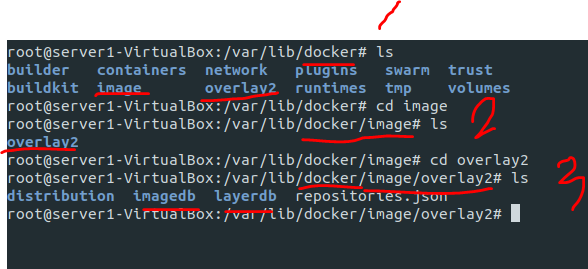 1
root@server1-VirtualBox:/var/lib/docker# ls
builder containers network plugins swarm trust
buildkit image overlay2 runtimes tmp volumes
root@server1-VirtualBox:/var/lib/docker# cd image
root@server1-VirtualBox:/var/lib/docker/image# ls
2
overlay2
root@server1-VirtualBox:/var/lib/docker/image# cd overlay2
root@server1-VirtualBox:/var/lib/docker/image/overlay2# ls
3
distribution imagedb layerdb repositories.json
root@server1-VirtualBox:/var/lib/docker/image/overlay2#